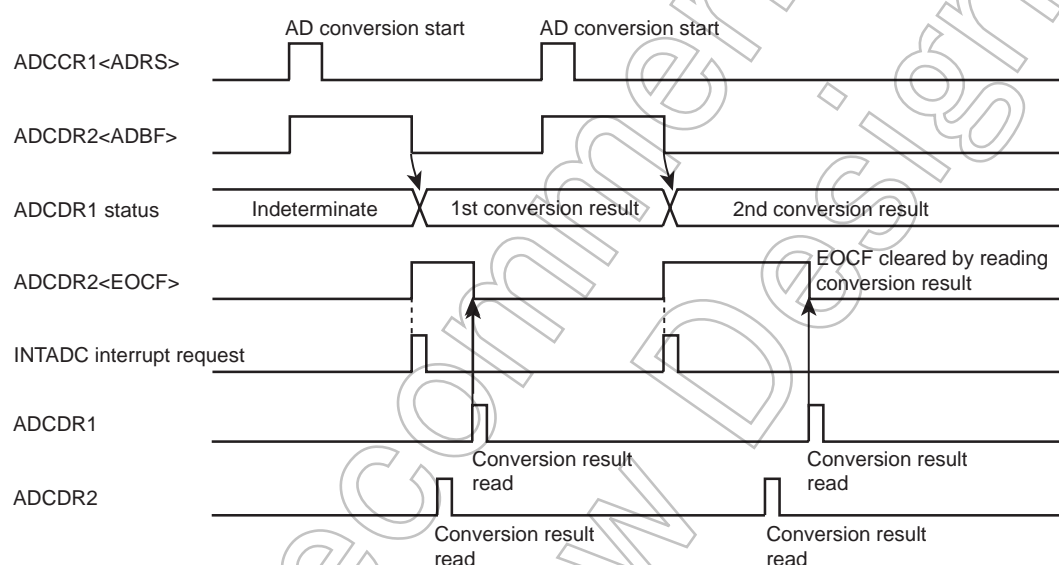 AD conversion start
AD conversion start
ADCCR1<ADRS>
ADCDR2<ADBF>
ADCDR1 status
Indeterminate
1st conversion result
2nd conversion result
ADCDR2<EOCF>
EOCF cleared by reading
conversion result
INTADC interrupt request
ADCDR1
Conversion result
read
Conversion result
read
ADCDR2
Conversion result
read
Conversion result
read